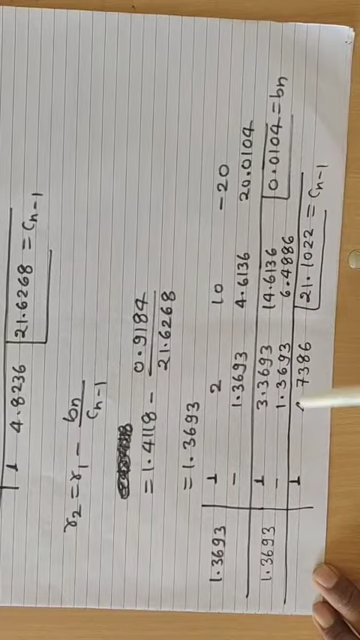 1 4.8236 21.6268 = Cn-1
r2 = r1 - bn / Cn-1
= 1.4118 - 0.9184 / 21.6268
= 1.3693
1.3693 1 2 10 -20
- 1.3693 4.6136 20.0104
1.3693 1 3.3693 14.6136 0.0104 = bn
- 1.3693 6.4886
1 7386 21.1022 = Cn-1